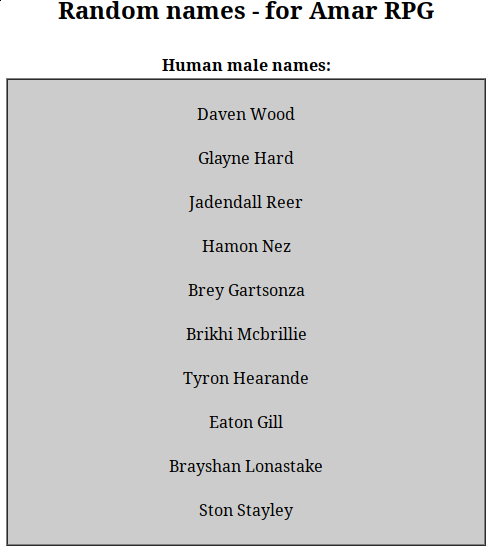 Random names - for Amar RPG
Human male names:
Daven Wood
Glayne Hard
Jadendall Reer
Hamon Nez
Brey Gartsonza
Brikhi Mcbrillie
Tyron Hearande
Eaton Gill
Brayshan Lonastake
Ston Stayley